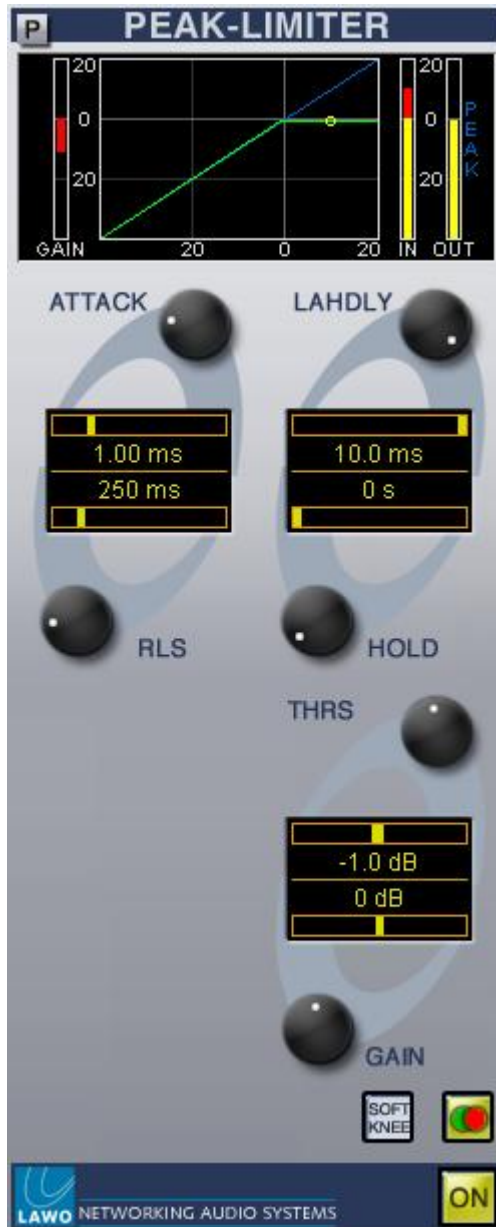 P PEAK-LIMITER
20 20
0 0 PEAK
20 20
GAIN 20 0 20 IN OUT
ATTACK LAHDLY
1.00 ms 10.0 ms
250 ms 0 s
RLS HOLD
THRS
-1.0 dB
0 dB
GAIN
SOFT
KNEE
LAWO NETWORKING AUDIO SYSTEMS ON